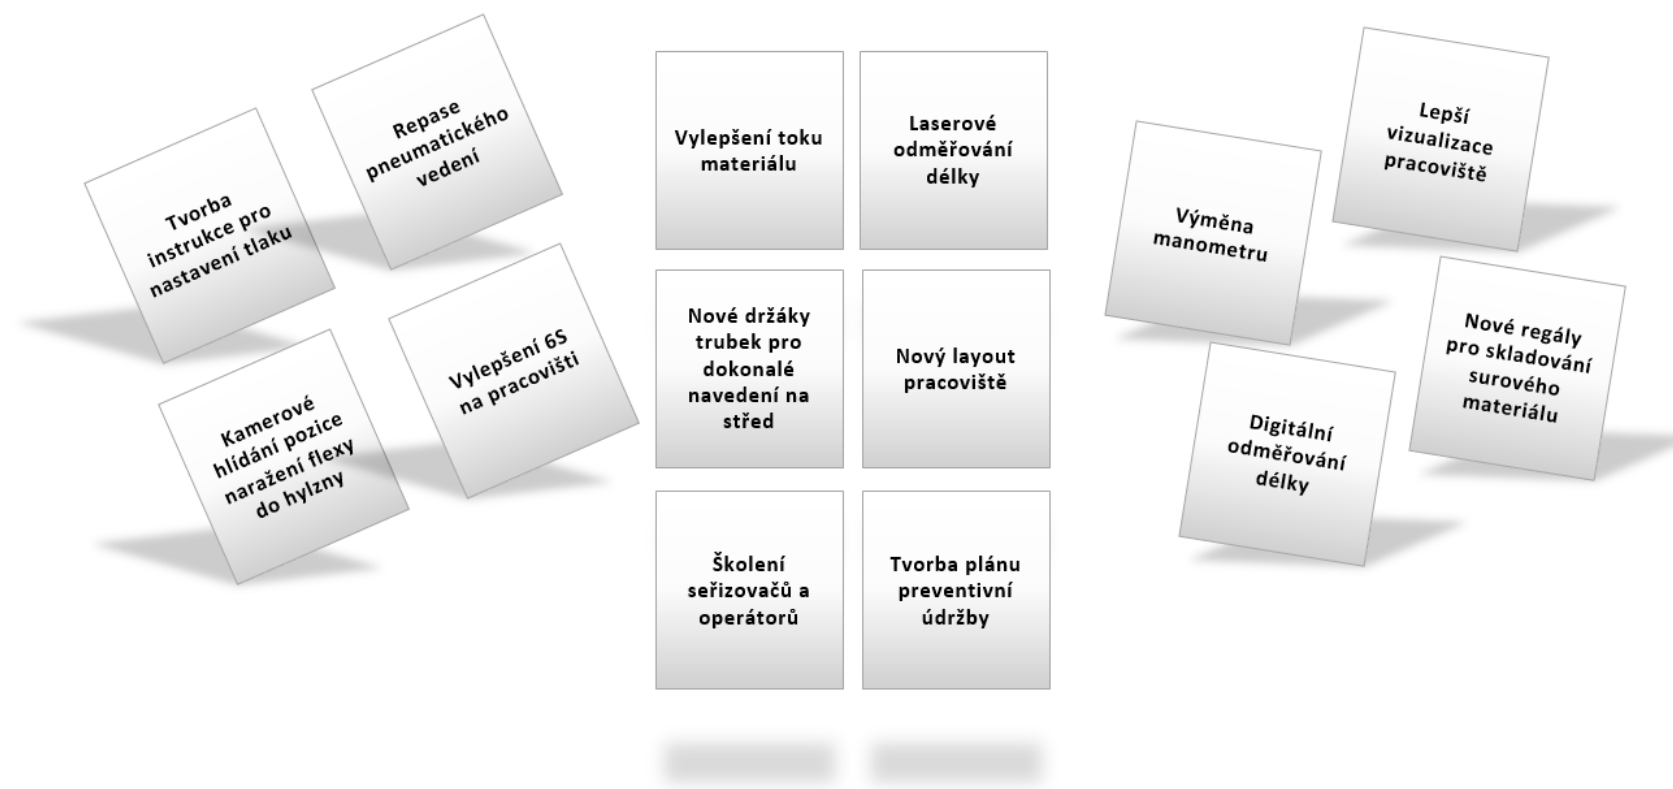 Tvorba
instrukce pro
nastavení tlaku
Repase
pneumatického
vedení
Kamerové
hlídání pozice
naražení flexy
do hylzny
Vylepšení 6S
na pracovišti
Vylepšení toku
materiálu
Laserové
odměřování
délky
Nové držáky
trubek pro
dokonalé
navedení na
střed
Nový layout
pracoviště
Školení
seřizovačů a
operátorů
Tvorba plánu
preventivní
údržby
Výměna
manometru
Lepší
vizualizace
pracoviště
Digitální
odměřování
délky
Nové regály
pro skladování
surového
materiálu